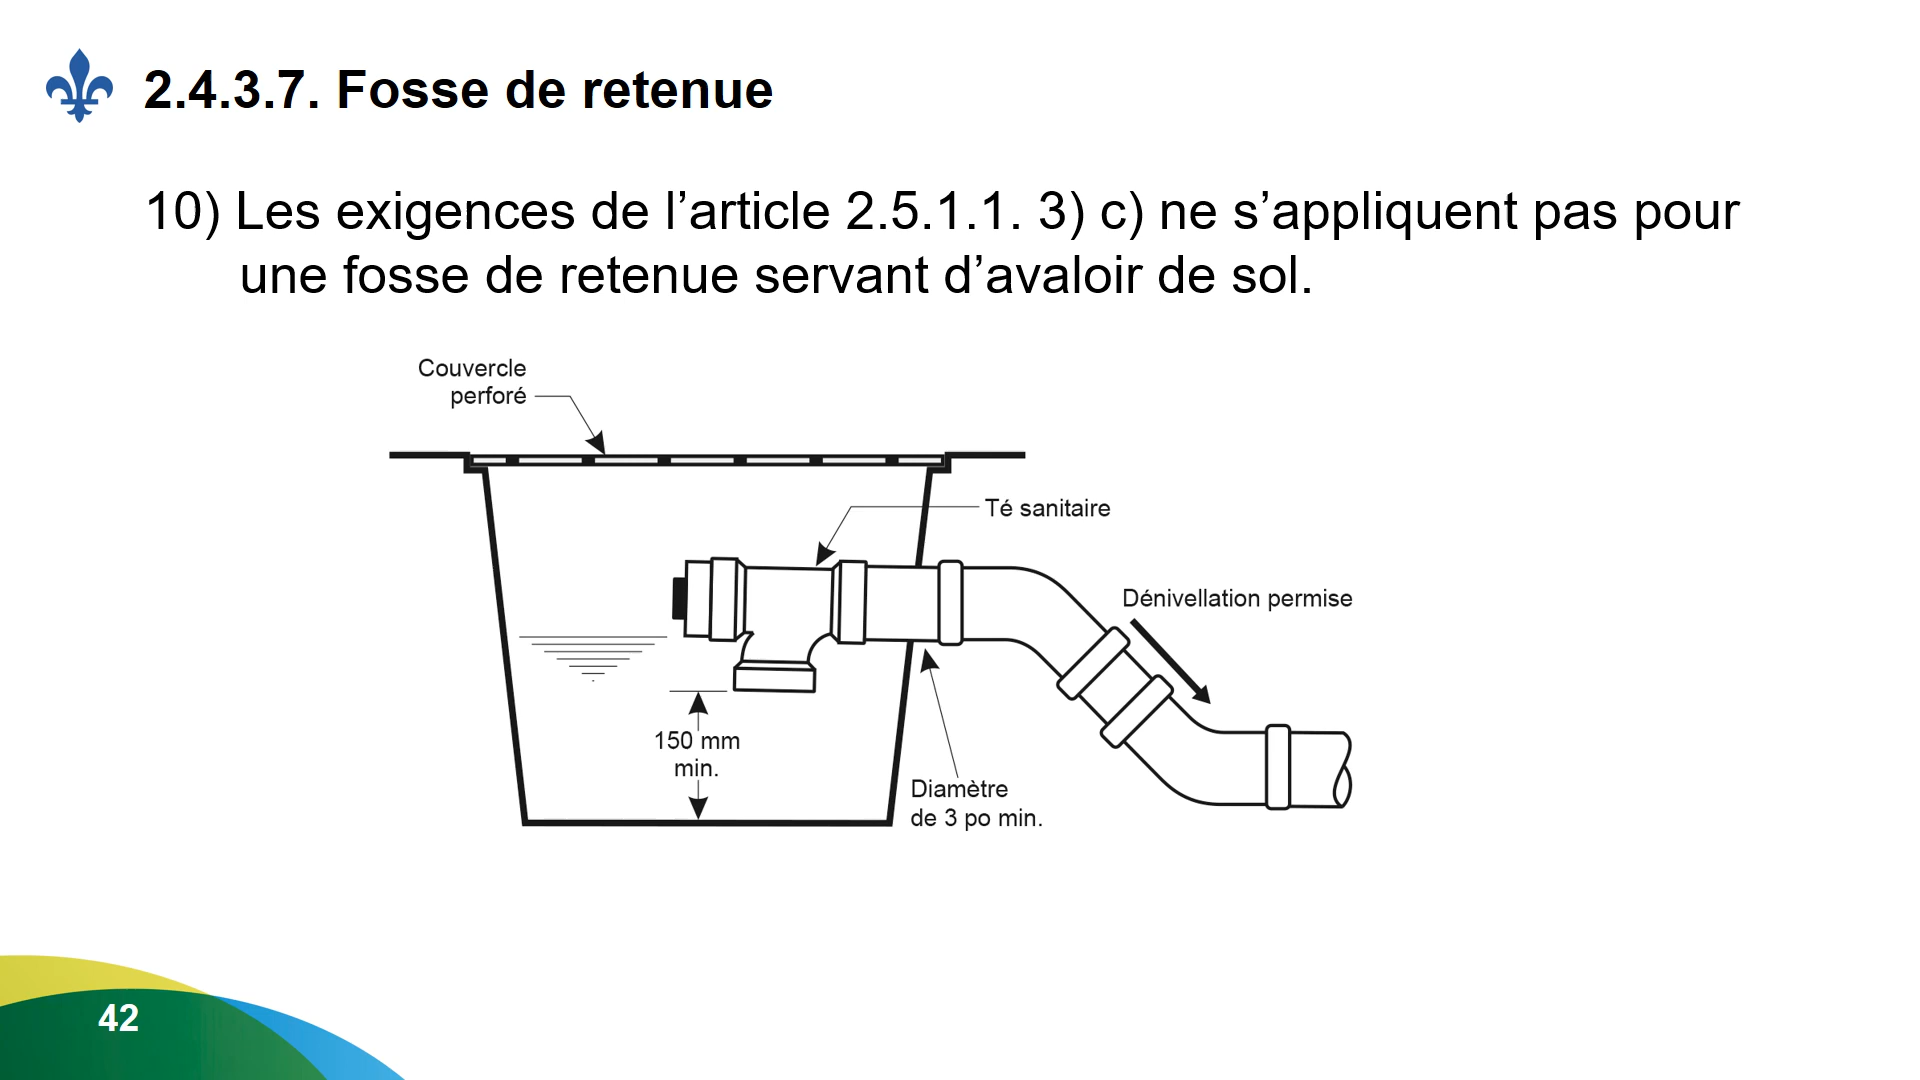 2.4.3.7. Fosse de retenue
10) Les exigences de l’article 2.5.1.1. 3) c) ne s’appliquent pas pour
une fosse de retenue servant d’avaloir de sol.
Couvercle
perforé
Té sanitaire
Dénivellation permise
150 mm
min.
Diamètre
de 3 po min.
42